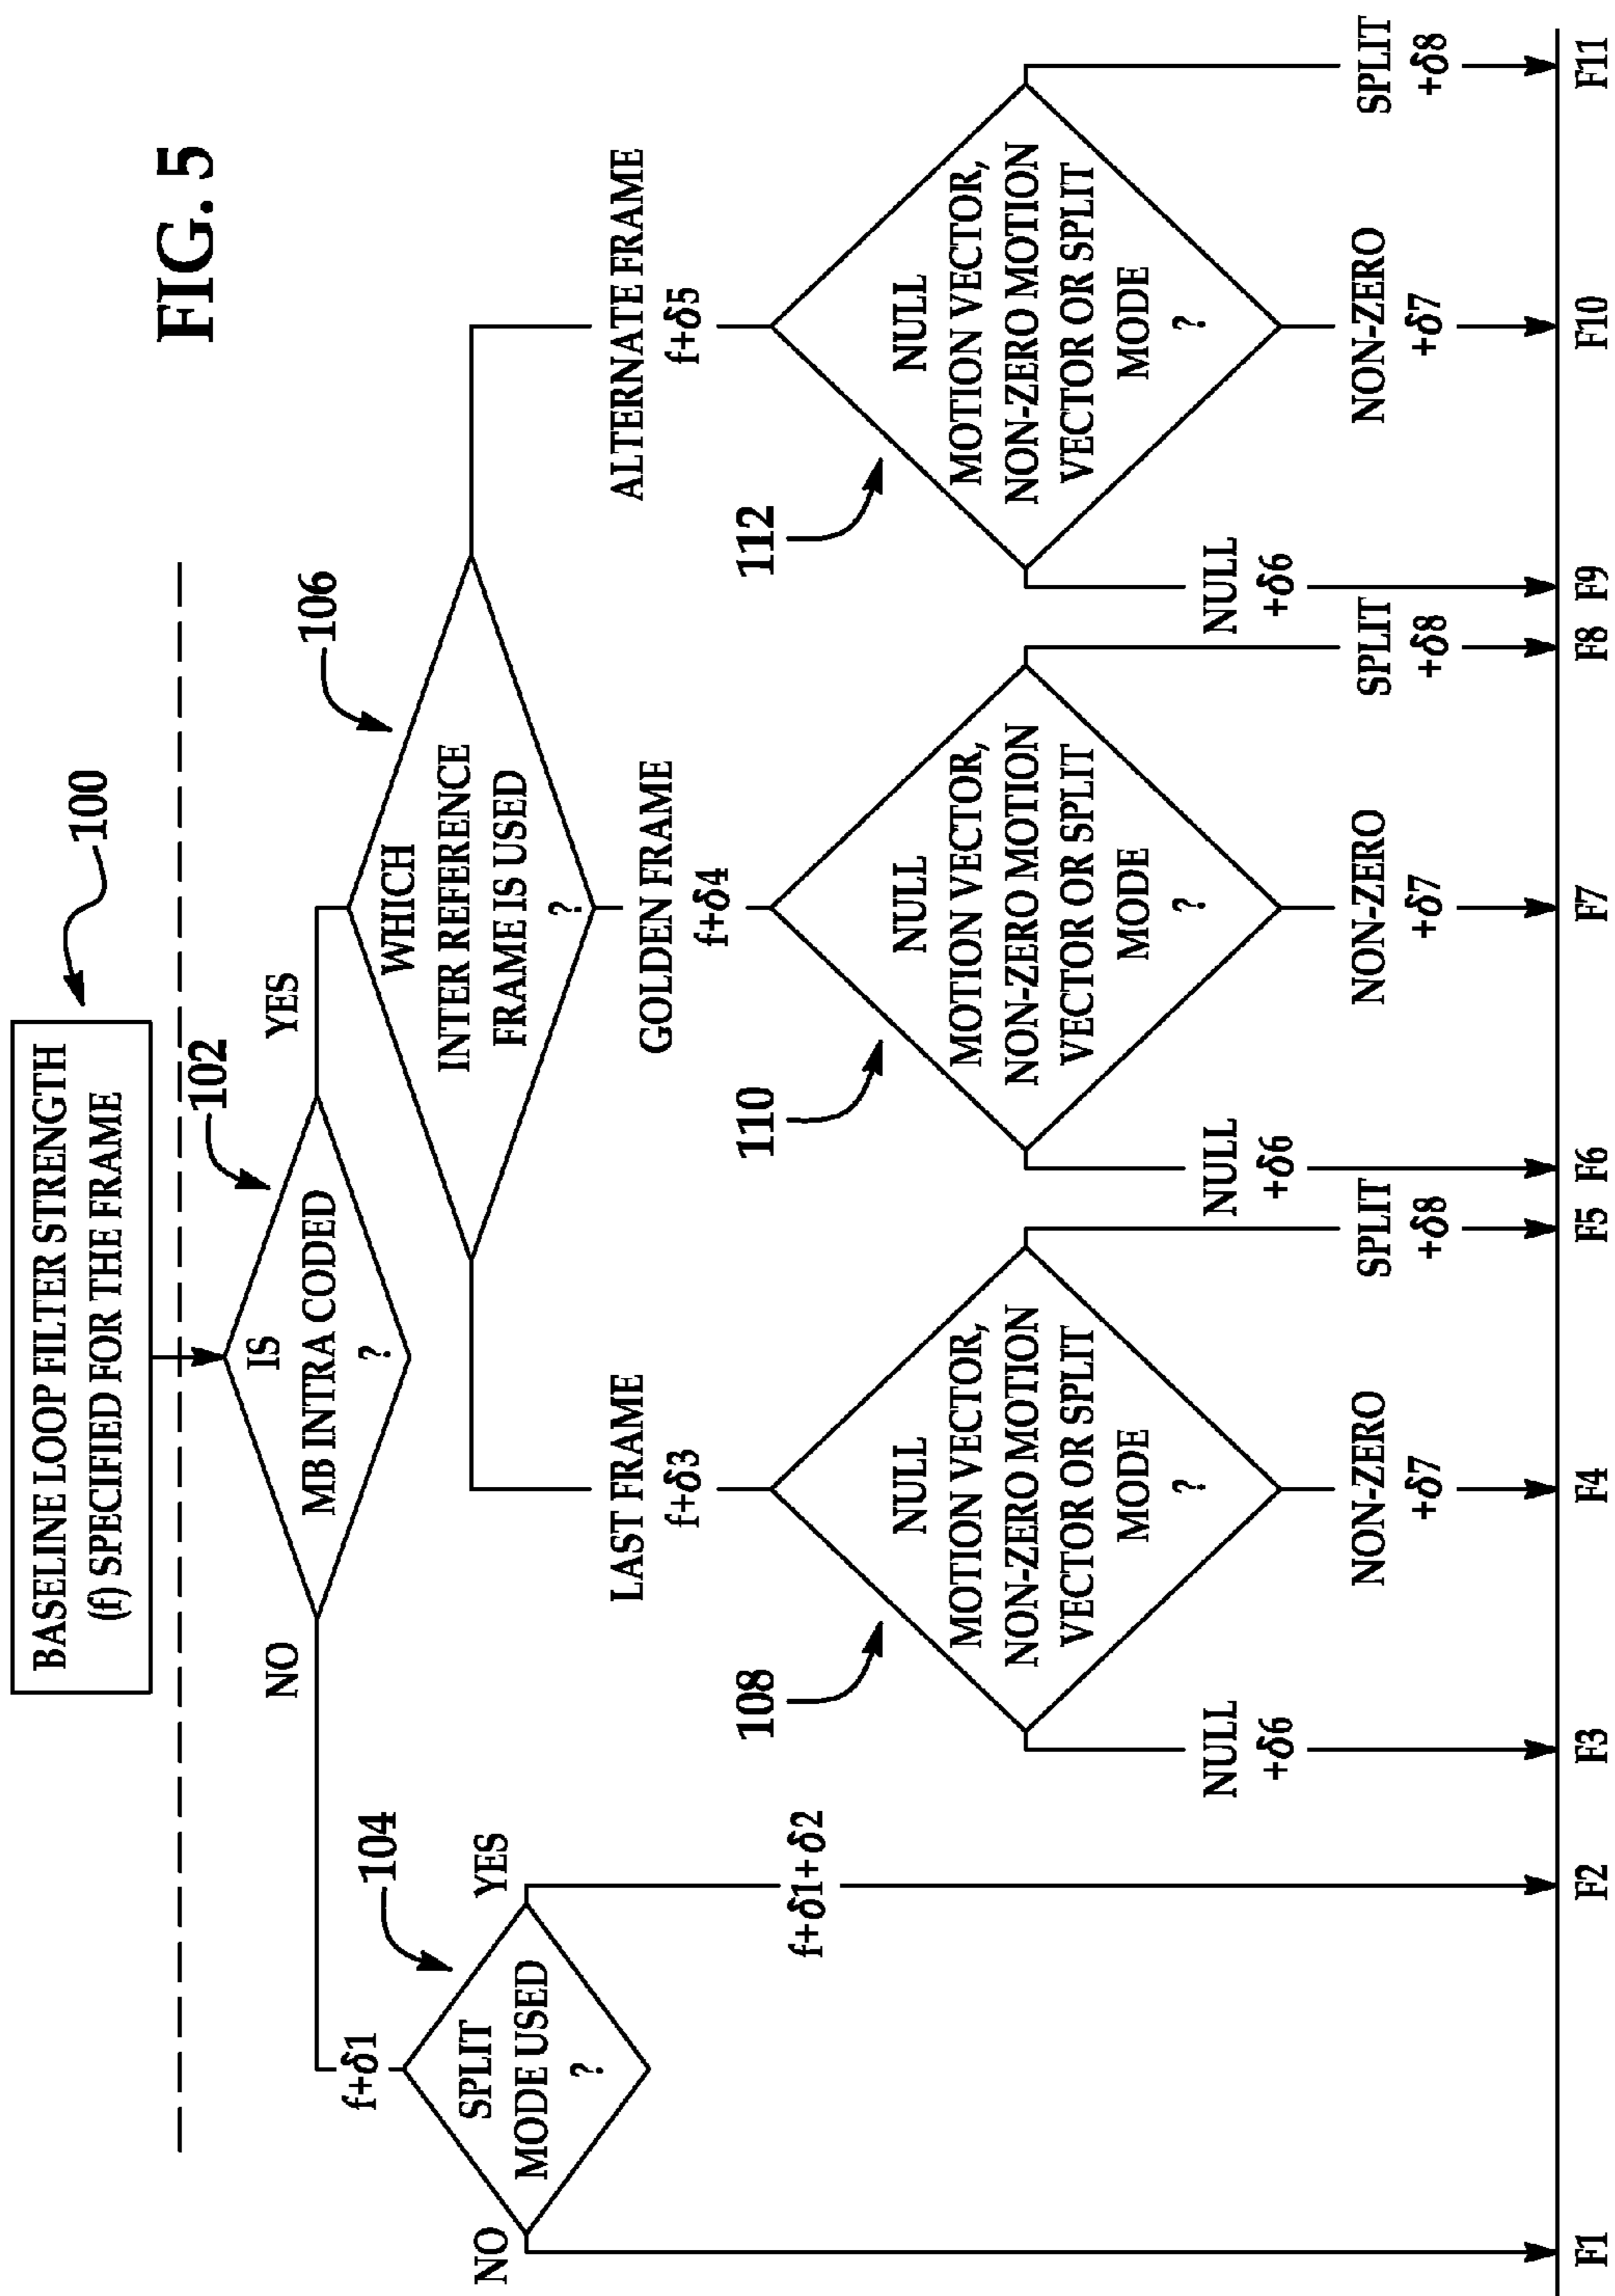 FIG. 5
BASELINE LOOP FILTER STRENGTH
(f) SPECIFIED FOR THE FRAME
100
102
IS
MB INTRA CODED
?
NO
YES
f+δ1
104
SPLIT
MODE USED
?
NO
YES
f+δ1+δ2
106
WHICH
INTER REFERENCE
FRAME IS USED
?
LAST FRAME
f+δ3
GOLDEN FRAME
f+δ4
ALTERNATE FRAME
f+δ5
108
NULL
MOTION VECTOR,
NON-ZERO MOTION
VECTOR OR SPLIT
MODE
?
110
NULL
MOTION VECTOR,
NON-ZERO MOTION
VECTOR OR SPLIT
MODE
?
112
NULL
MOTION VECTOR,
NON-ZERO MOTION
VECTOR OR SPLIT
MODE
?
NULL
+δ6
NON-ZERO
+δ7
SPLIT
+δ8
NULL
+δ6
NON-ZERO
+δ7
SPLIT
+δ8
NULL
+δ6
NON-ZERO
+δ7
SPLIT
+δ8
F1
F2
F3
F4
F5
F6
F7
F8
F9
F10
F11